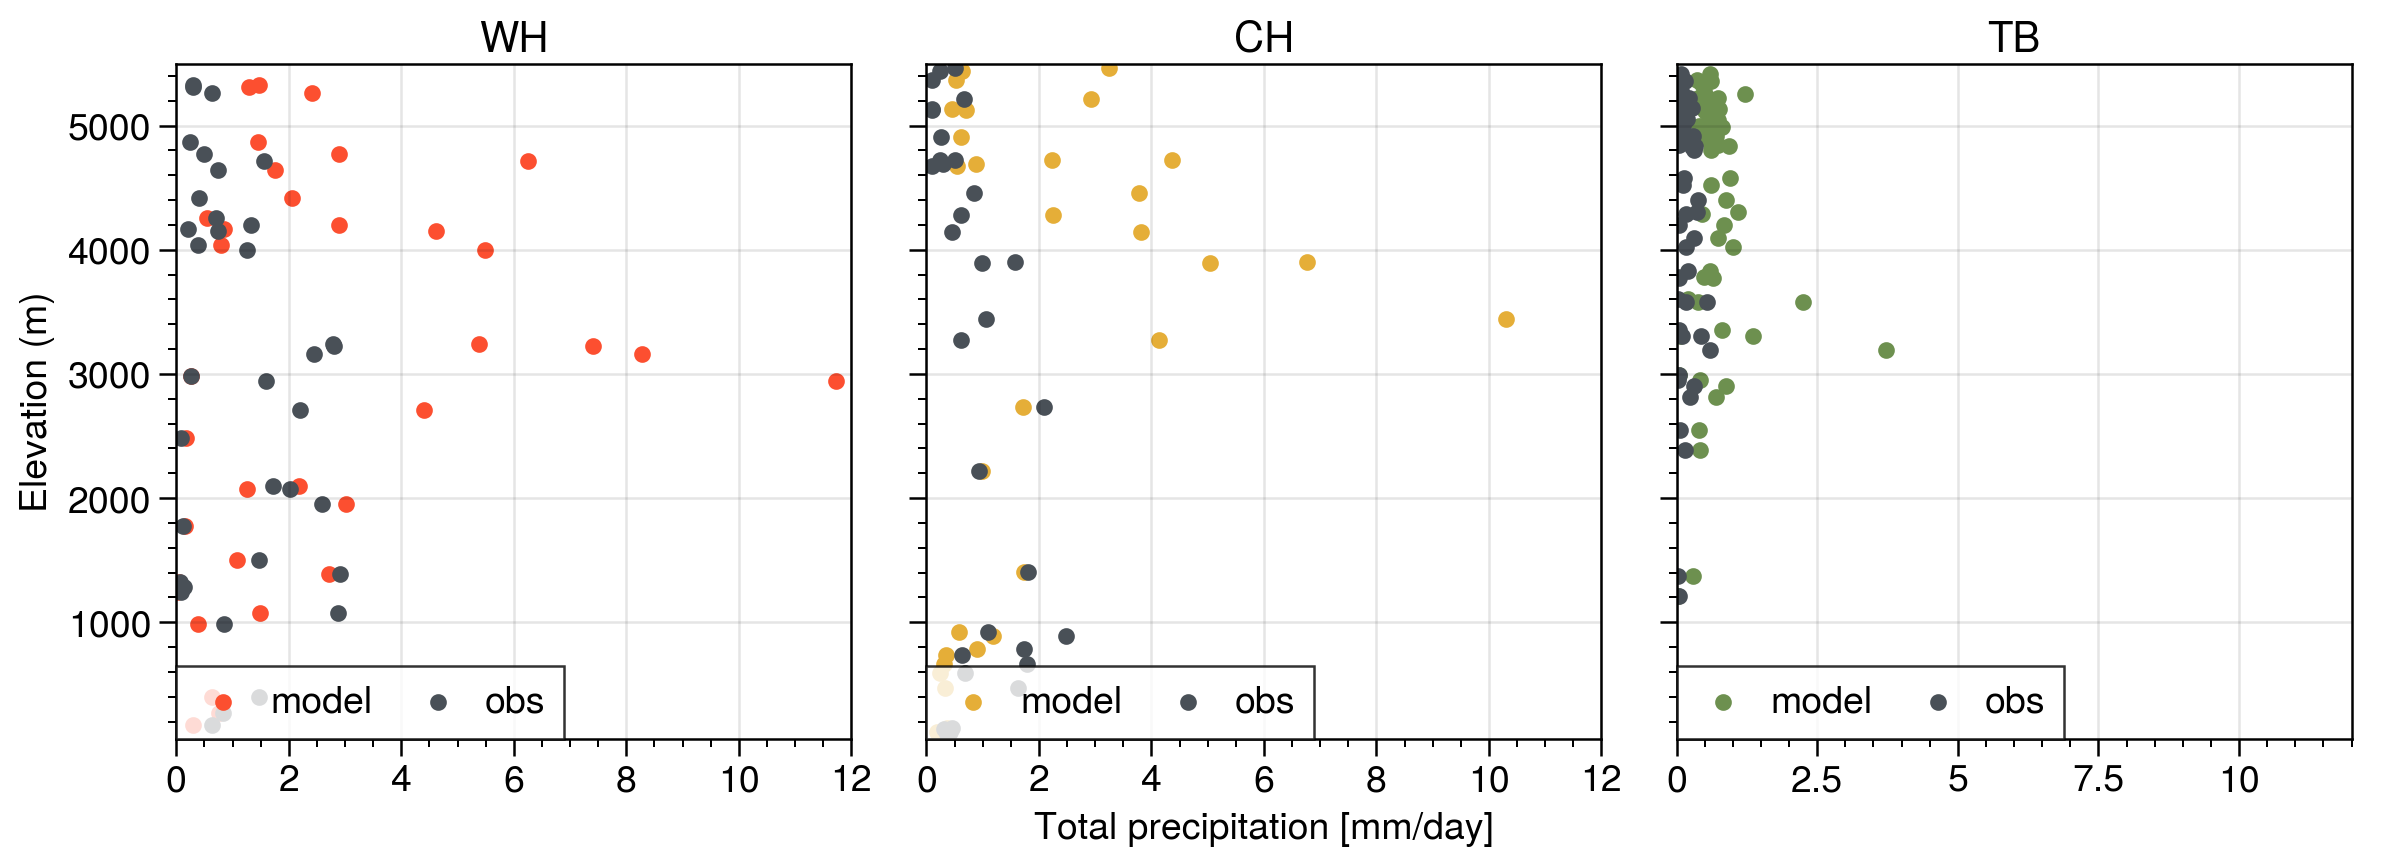 WH CH TB
Elevation (m)
5000
4000
3000
2000
1000
model obs
model obs
model obs
0 2 4 6 8 10 12
0 2 4 6 8 10 12
0 2.5 5 7.5 10
Total precipitation [mm/day]